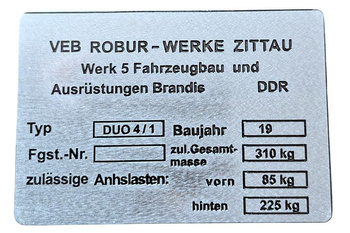 VEB ROBUR-WERKE ZITTAU
Werk 5 Fahrzeugbau und
Ausrüstungen Brandis DDR
Typ DUO 4/1 Baujahr 19
Fgst.-Nr. zul.Gesamt-masse 310 kg
zulässige Anhslasten: vorn 85 kg
hinten 225 kg